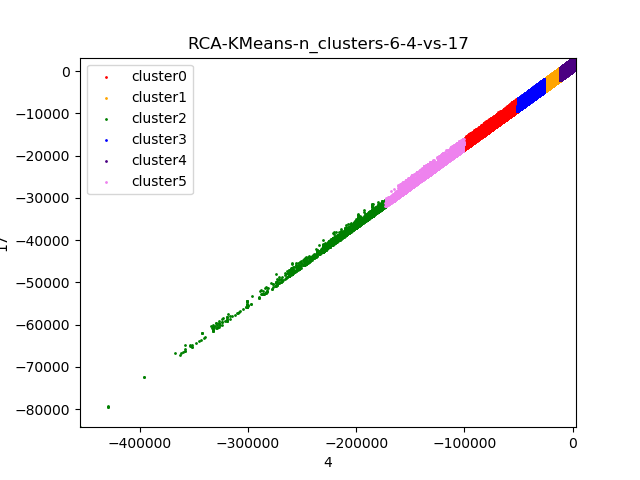 RCA-KMeans-n_clusters-6-4-vs-17
cluster0
cluster1
cluster2
cluster3
cluster4
cluster5
0
−10000
−20000
−30000
−40000
−50000
−60000
−70000
−80000
17
−400000
−300000
−200000
−100000
0
4